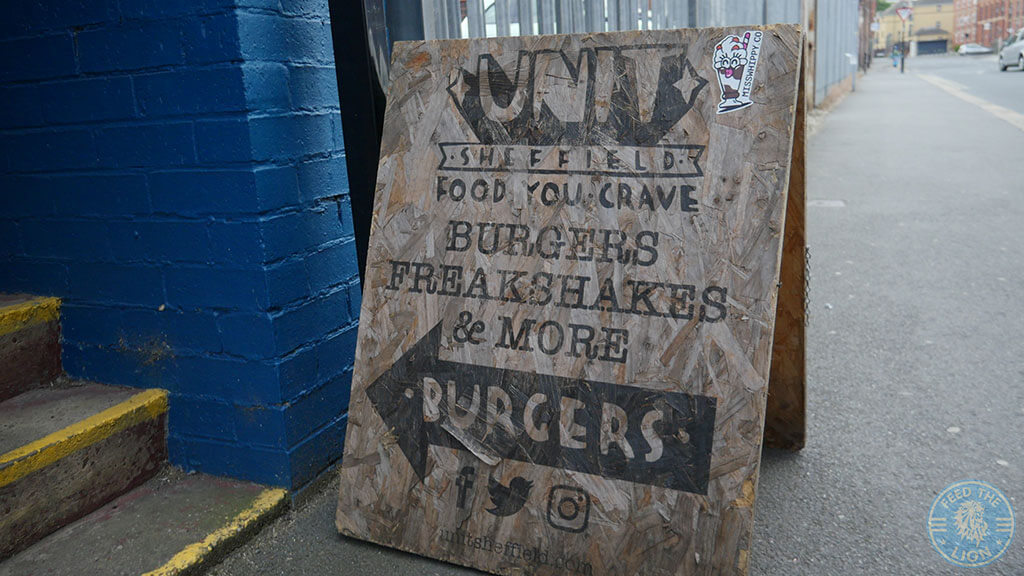 UNIT
·SHEFFIELD·
FOOD YOU CRAVE
BURGERS
FREAKSHAKES
& MORE
·BURGERS·
f
unitsheffield.com
MISSWHIPPY CO
FEED THE
LION